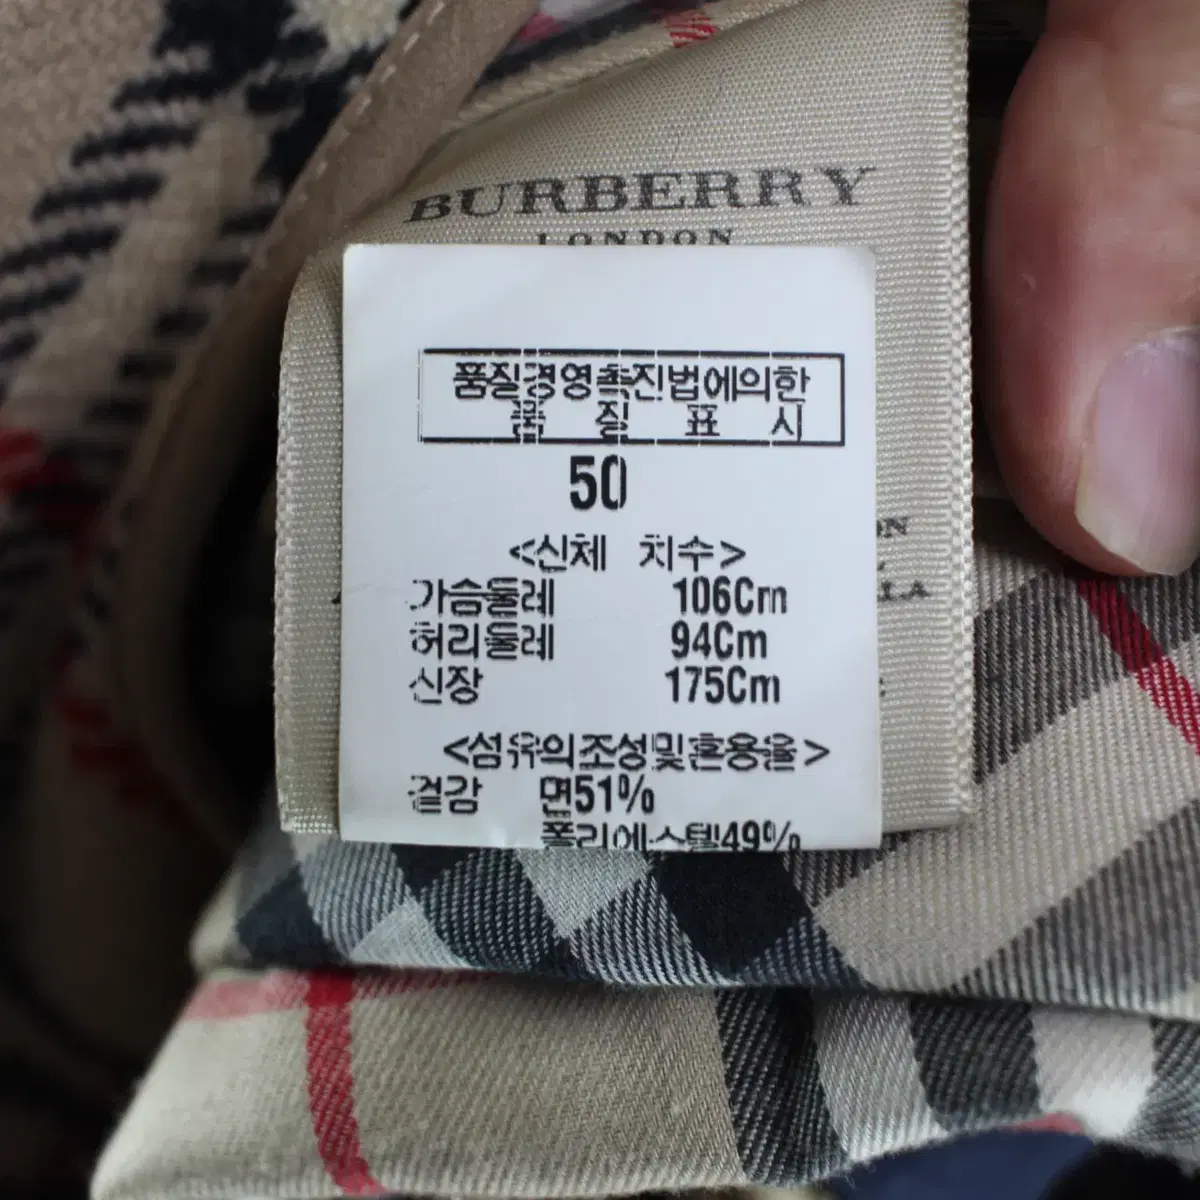 BURBERRY
LONDON
품질경영촉진법에의한
품 질 표 시
50
<신체 치수>
가슴둘레 106Cm
허리둘레 94Cm
신장 175Cm
<섬유의조성및혼용율>
겉감 면51%
폴리에스텔49%